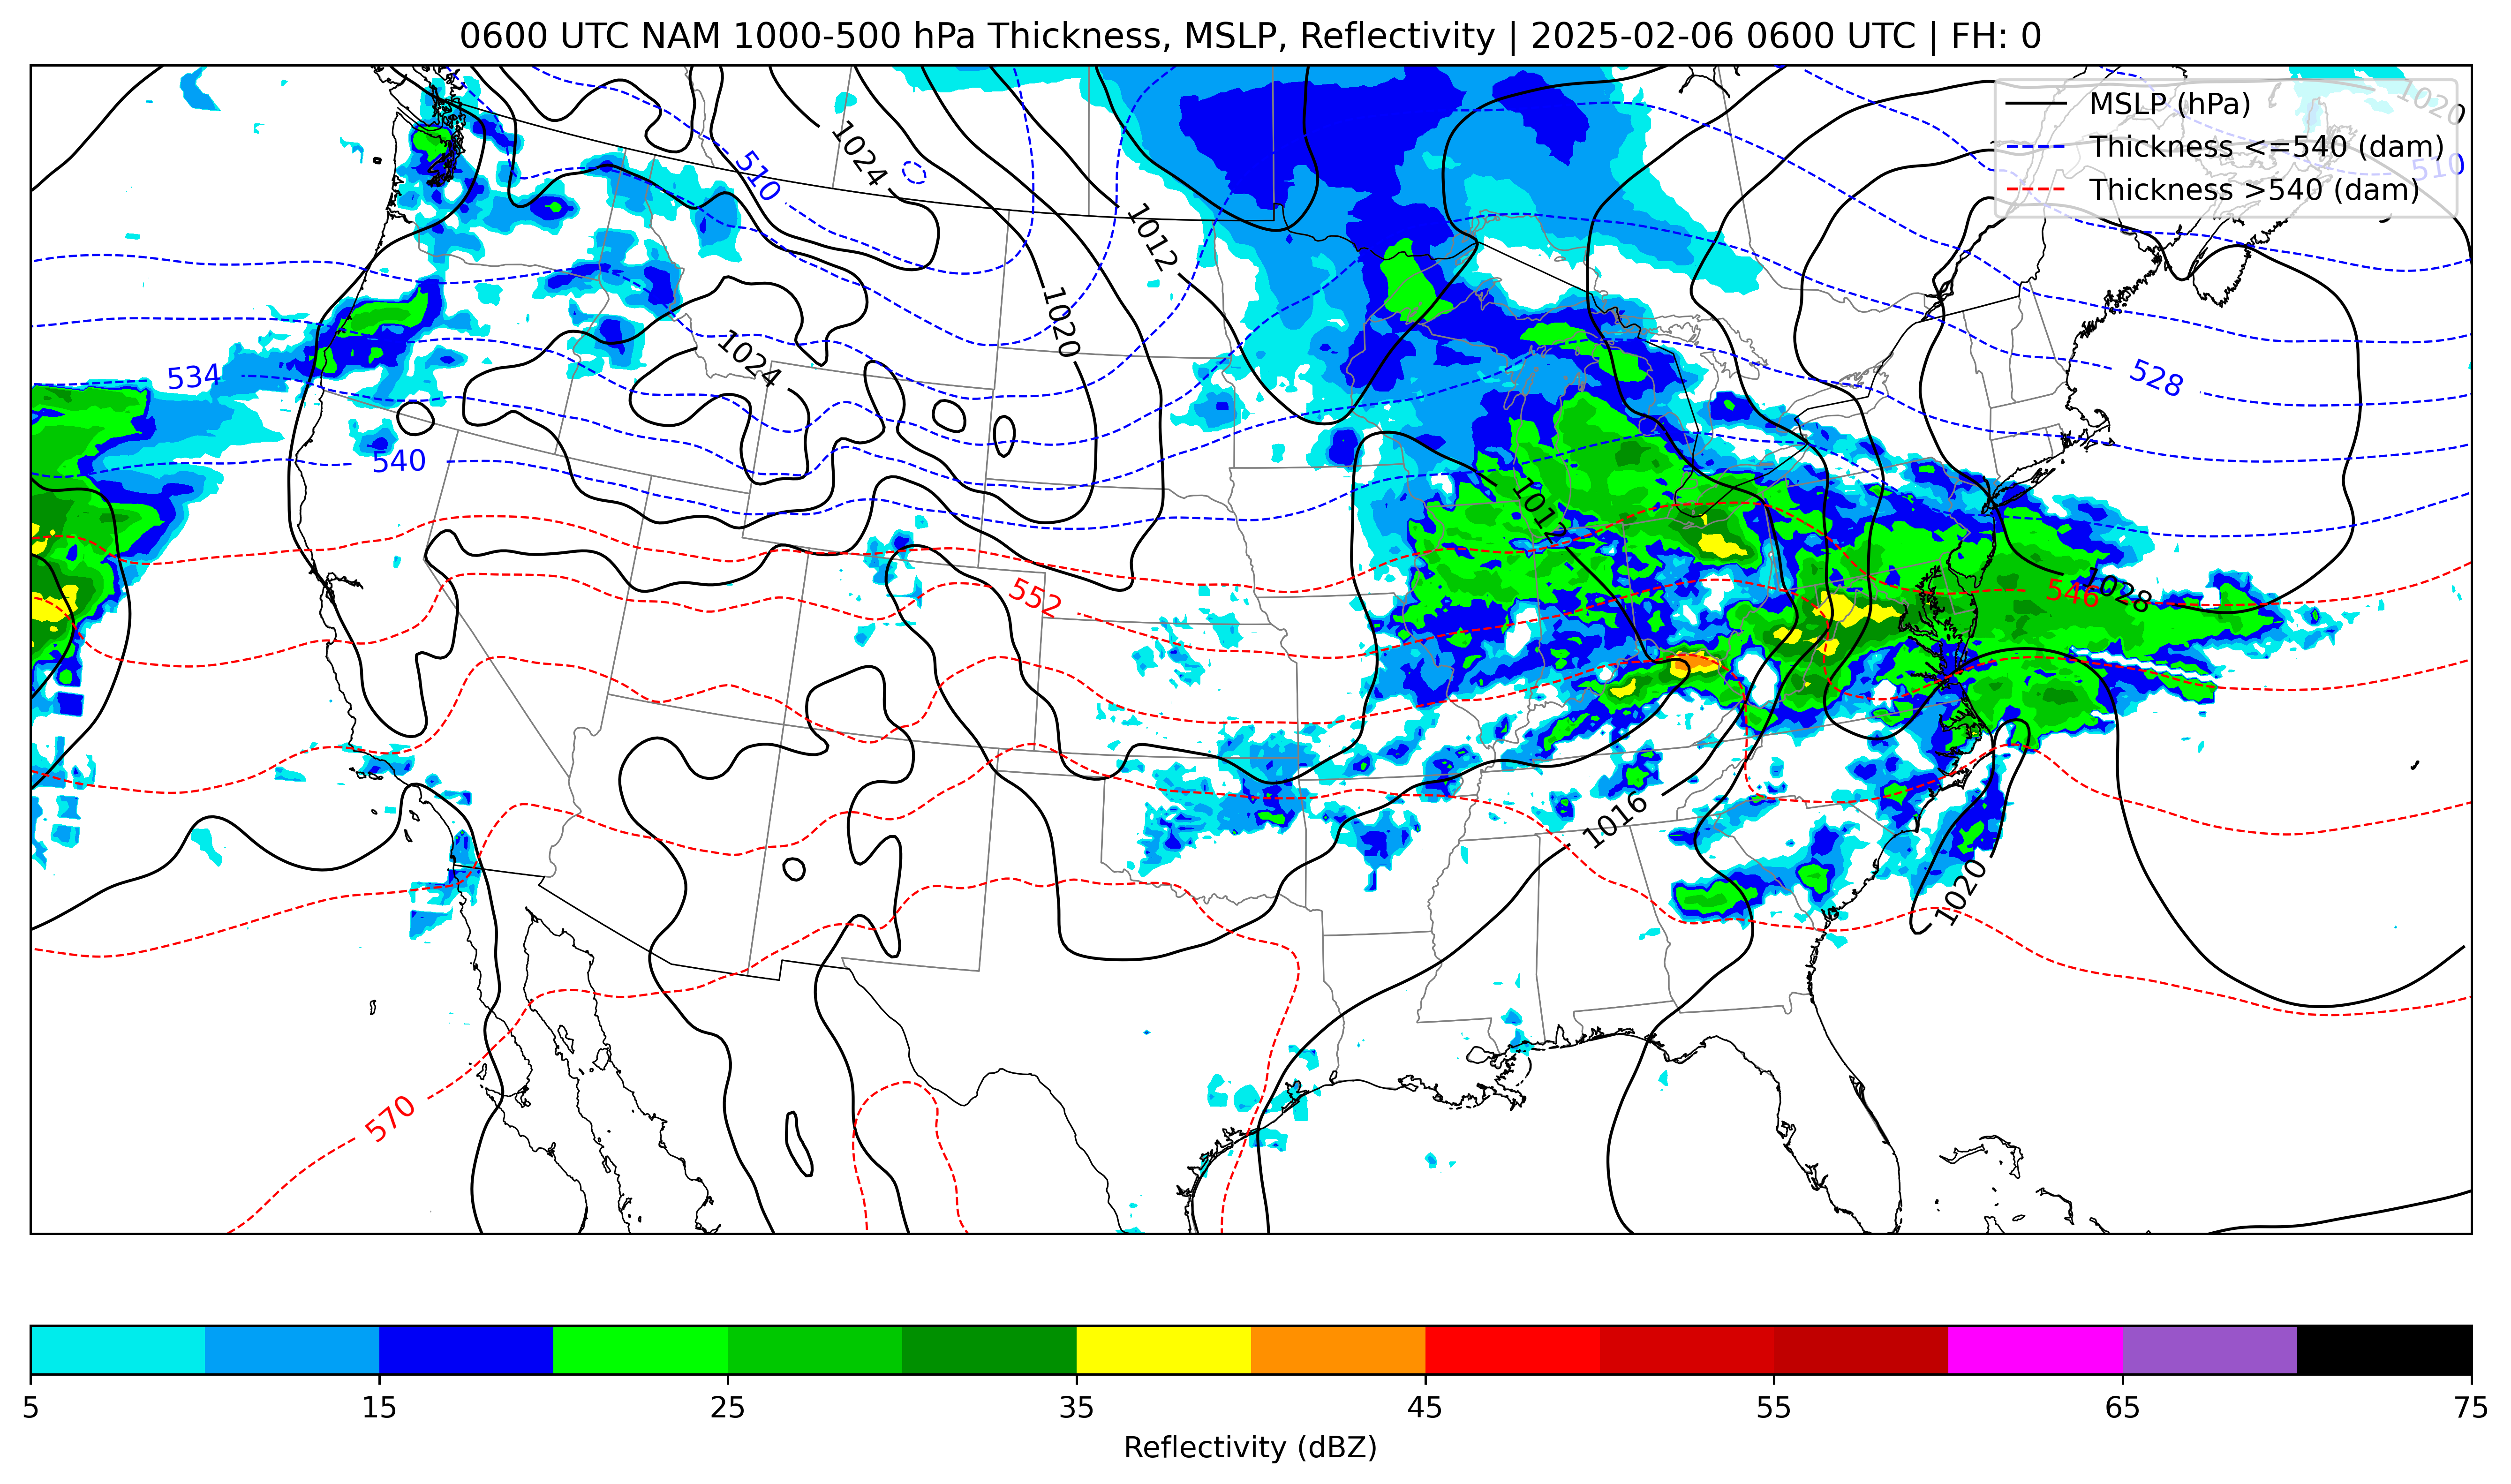 0600 UTC NAM 1000-500 hPa Thickness, MSLP, Reflectivity | 2025-02-06 0600 UTC | FH: 0
MSLP (hPa)
Thickness <=540 (dam)
Thickness >540 (dam)
1020
510
1024
510
1012
1020
1024
534
528
540
1012
552
546
1028
1016
1020
570
5 15 25 35 45 55 65 75
Reflectivity (dBZ)